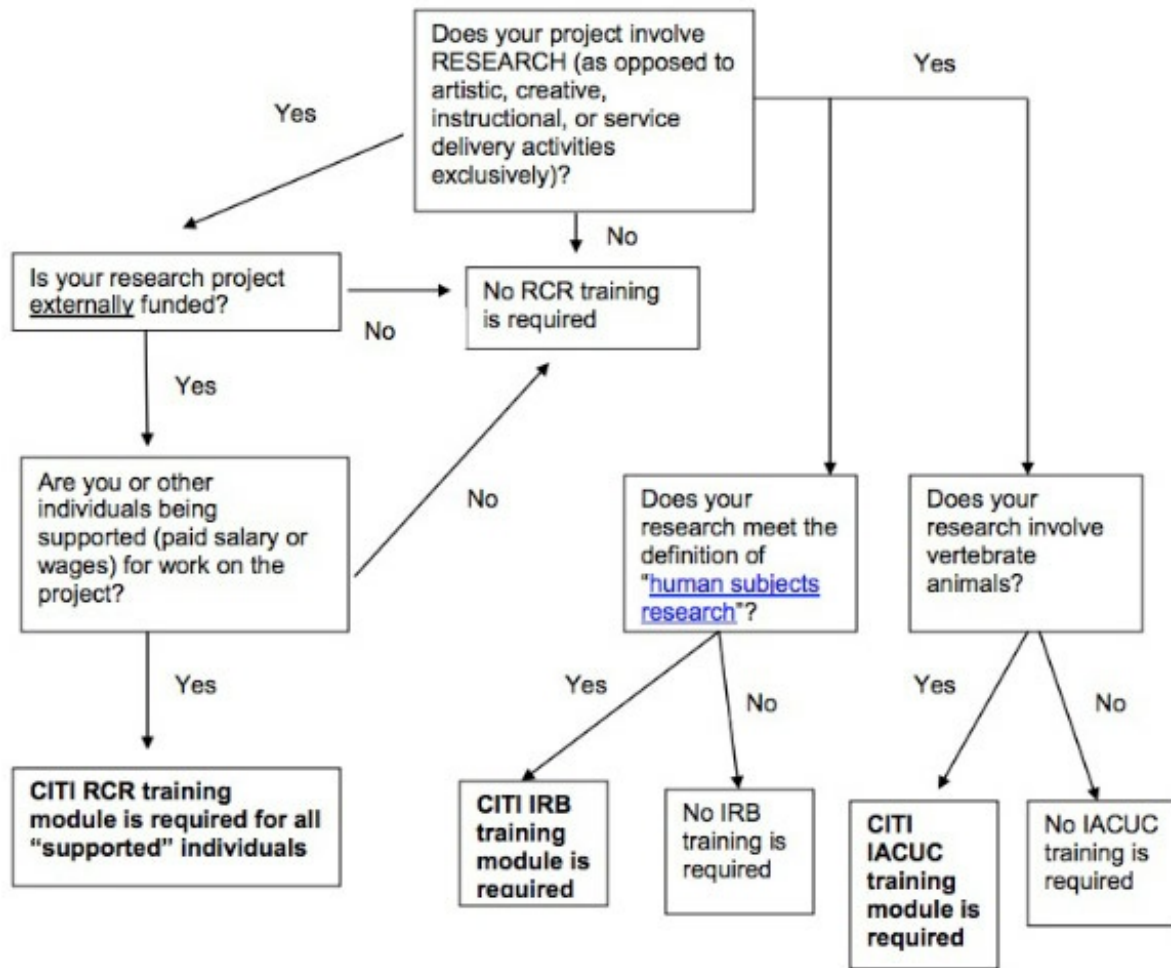 Does your project involve
RESEARCH (as opposed to
artistic, creative,
instructional, or service
delivery activities
exclusively)?
Yes
Yes
No
Is your research project
externally funded?
No
No RCR training
is required
Yes
Are you or other
individuals being
supported (paid salary or
wages) for work on the
project?
No
Does your
research meet the
definition of
"human subjects
research"?
Does your
research involve
vertebrate
animals?
Yes
Yes
No
Yes
No
CITI RCR training
module is required for all
“supported” individuals
CITI IRB
training
module is
required
No IRB
training is
required
CITI
IACUC
training
module is
required
No IACUC
training is
required